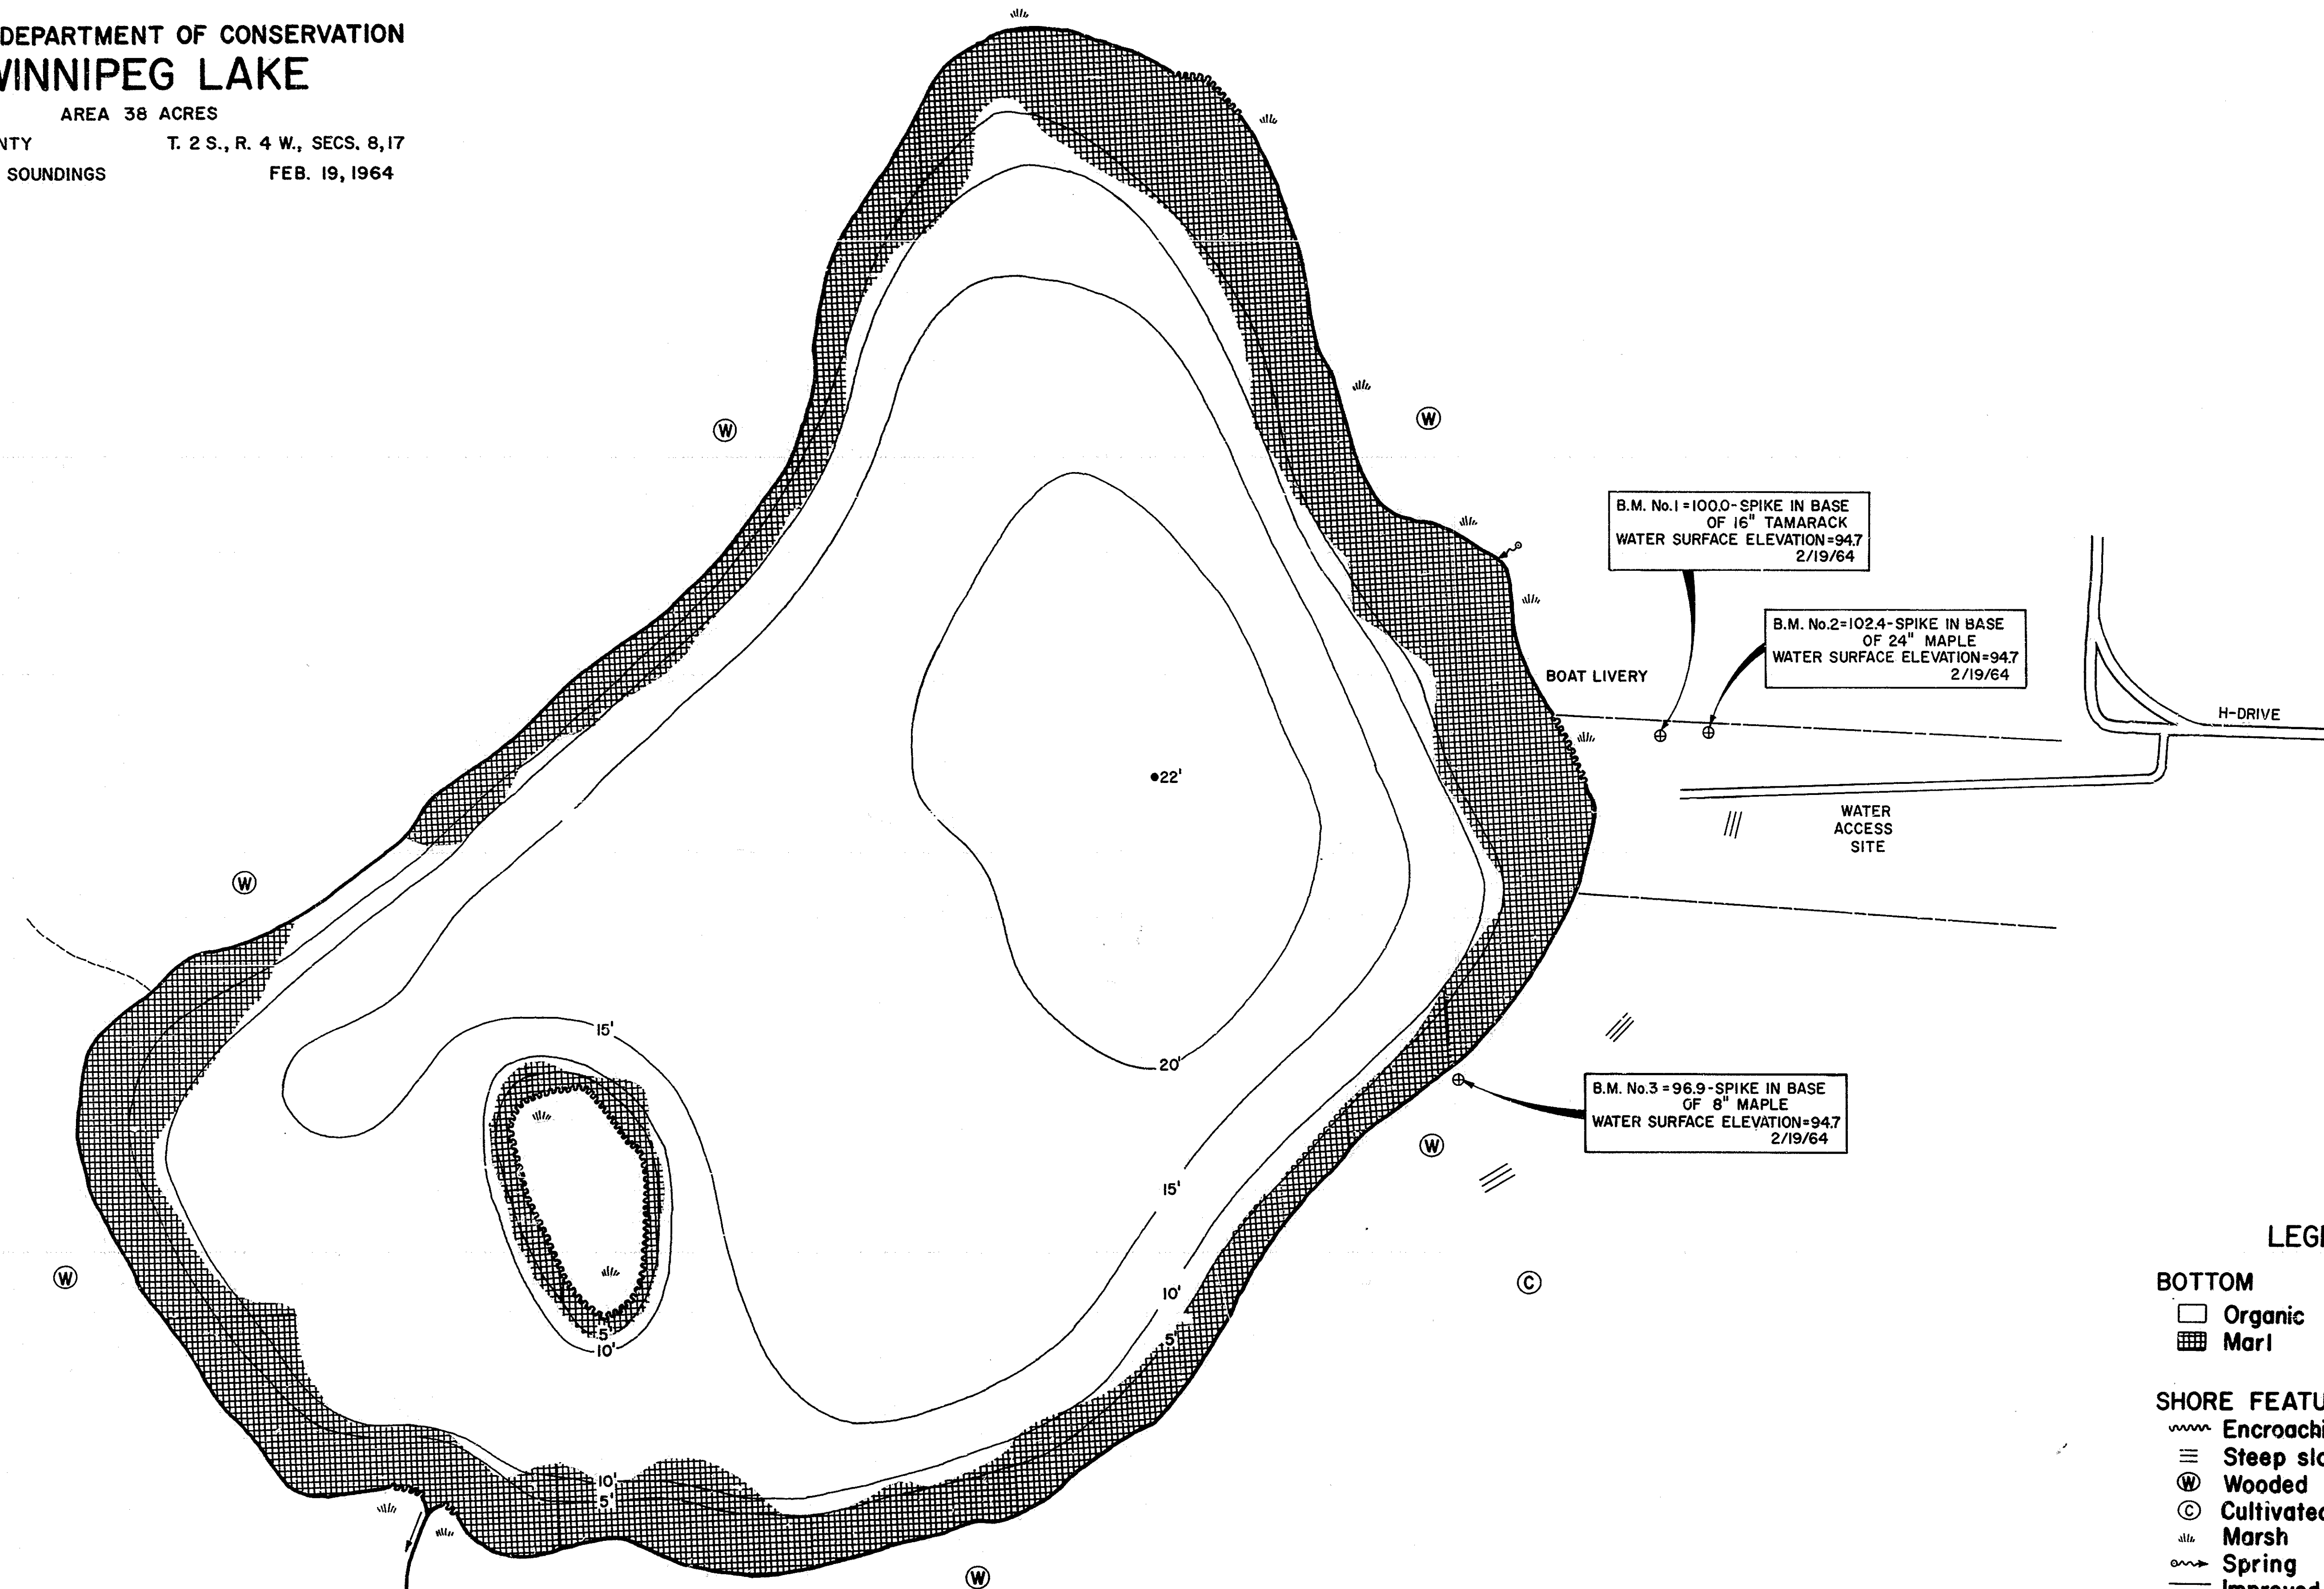 DEPARTMENT OF CONSERVATION
WINNIPEG LAKE
AREA 38 ACRES
NTY T. 2 S., R. 4 W., SECS. 8,17
SOUNDINGS FEB. 19, 1964
W
W
B.M. No.1 = 100.0-SPIKE IN BASE
OF 16" TAMARACK
WATER SURFACE ELEVATION=94.7
2/19/64
B.M. No.2=102.4-SPIKE IN BASE
OF 24" MAPLE
WATER SURFACE ELEVATION=94.7
2/19/64
BOAT LIVERY
H-DRIVE
22'
WATER
ACCESS
SITE
W
15'
20'
B.M. No.3 = 96.9-SPIKE IN BASE
OF 8" MAPLE
WATER SURFACE ELEVATION=94.7
2/19/64
W
15'
W
C
10'
5'
5'
10'
10'
5'
W
LEGE
BOTTOM
Organic
Marl
SHORE FEATU
Encroachi
Steep slo
W Wooded
C Cultivated
Marsh
Spring
Improved